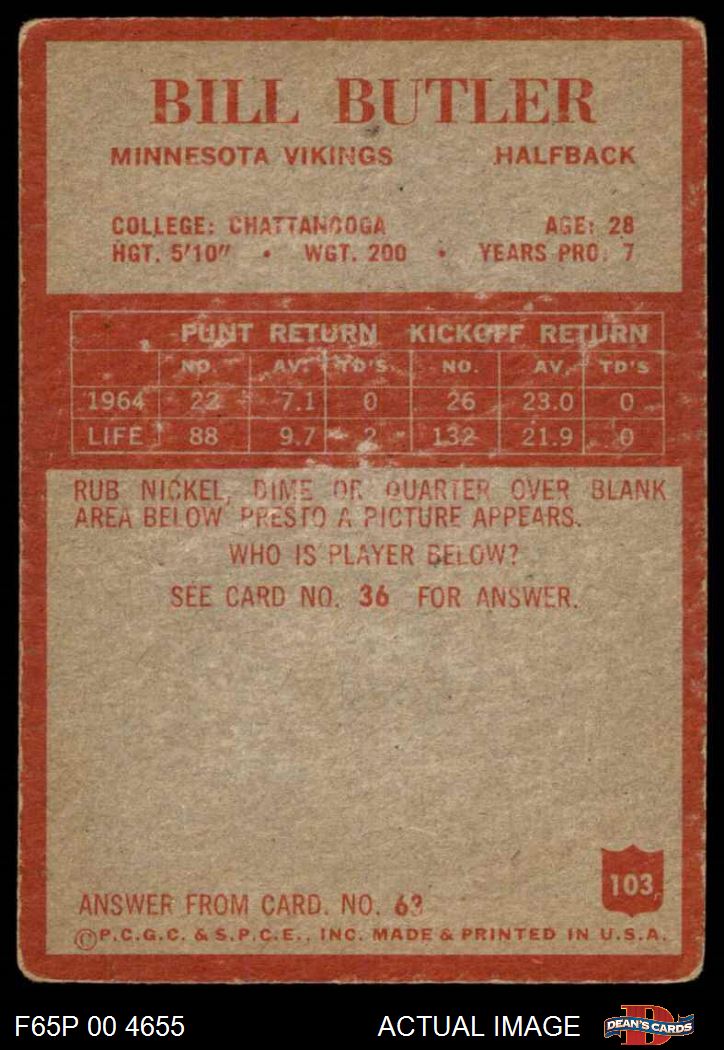 BILL BUTLER
MINNESOTA VIKINGS HALFBACK
COLLEGE: CHATTANOOGA AGE: 28
HGT. 5'10" • WGT. 200 • YEARS PRO: 7
PUNT RETURN KICKOFF RETURN
NO. AV. TD'S NO. AV. TD'S
1964 22 7.1 0 26 23.0 0
LIFE 88 9.7 2 132 21.9 0
RUB NICKEL, DIME OR QUARTER OVER BLANK
AREA BELOW PRESTO A PICTURE APPEARS.
WHO IS PLAYER BELOW?
SEE CARD NO. 36 FOR ANSWER.
103
ANSWER FROM CARD. NO. 63
©P.C.G.C. & S.P.C.E., INC. MADE & PRINTED IN U.S.A.
F65P 00 4655 ACTUAL IMAGE DEAN'S CARDS